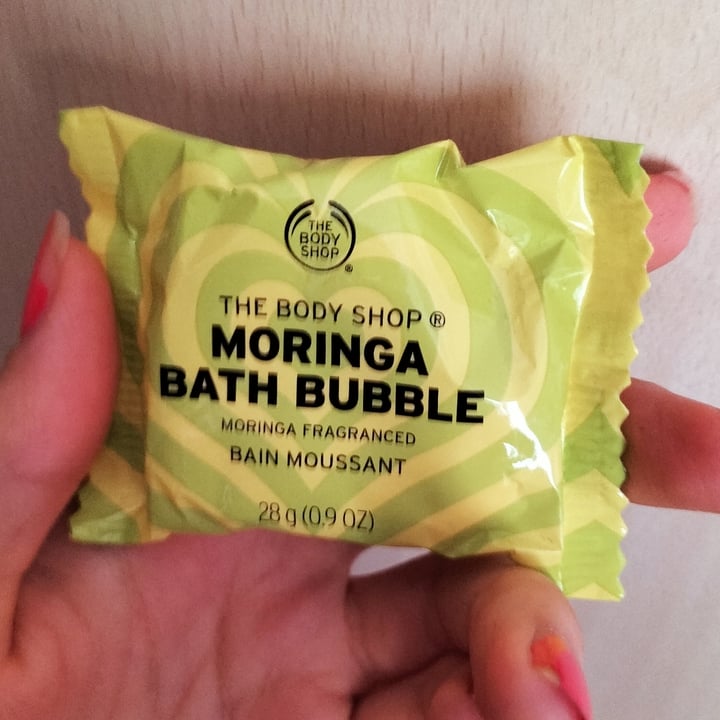 THE
BODY
SHOP
®
THE BODY SHOP ®
MORINGA
BATH BUBBLE
MORINGA FRAGRANCED
BAIN MOUSSANT
28 g (0,9 OZ)